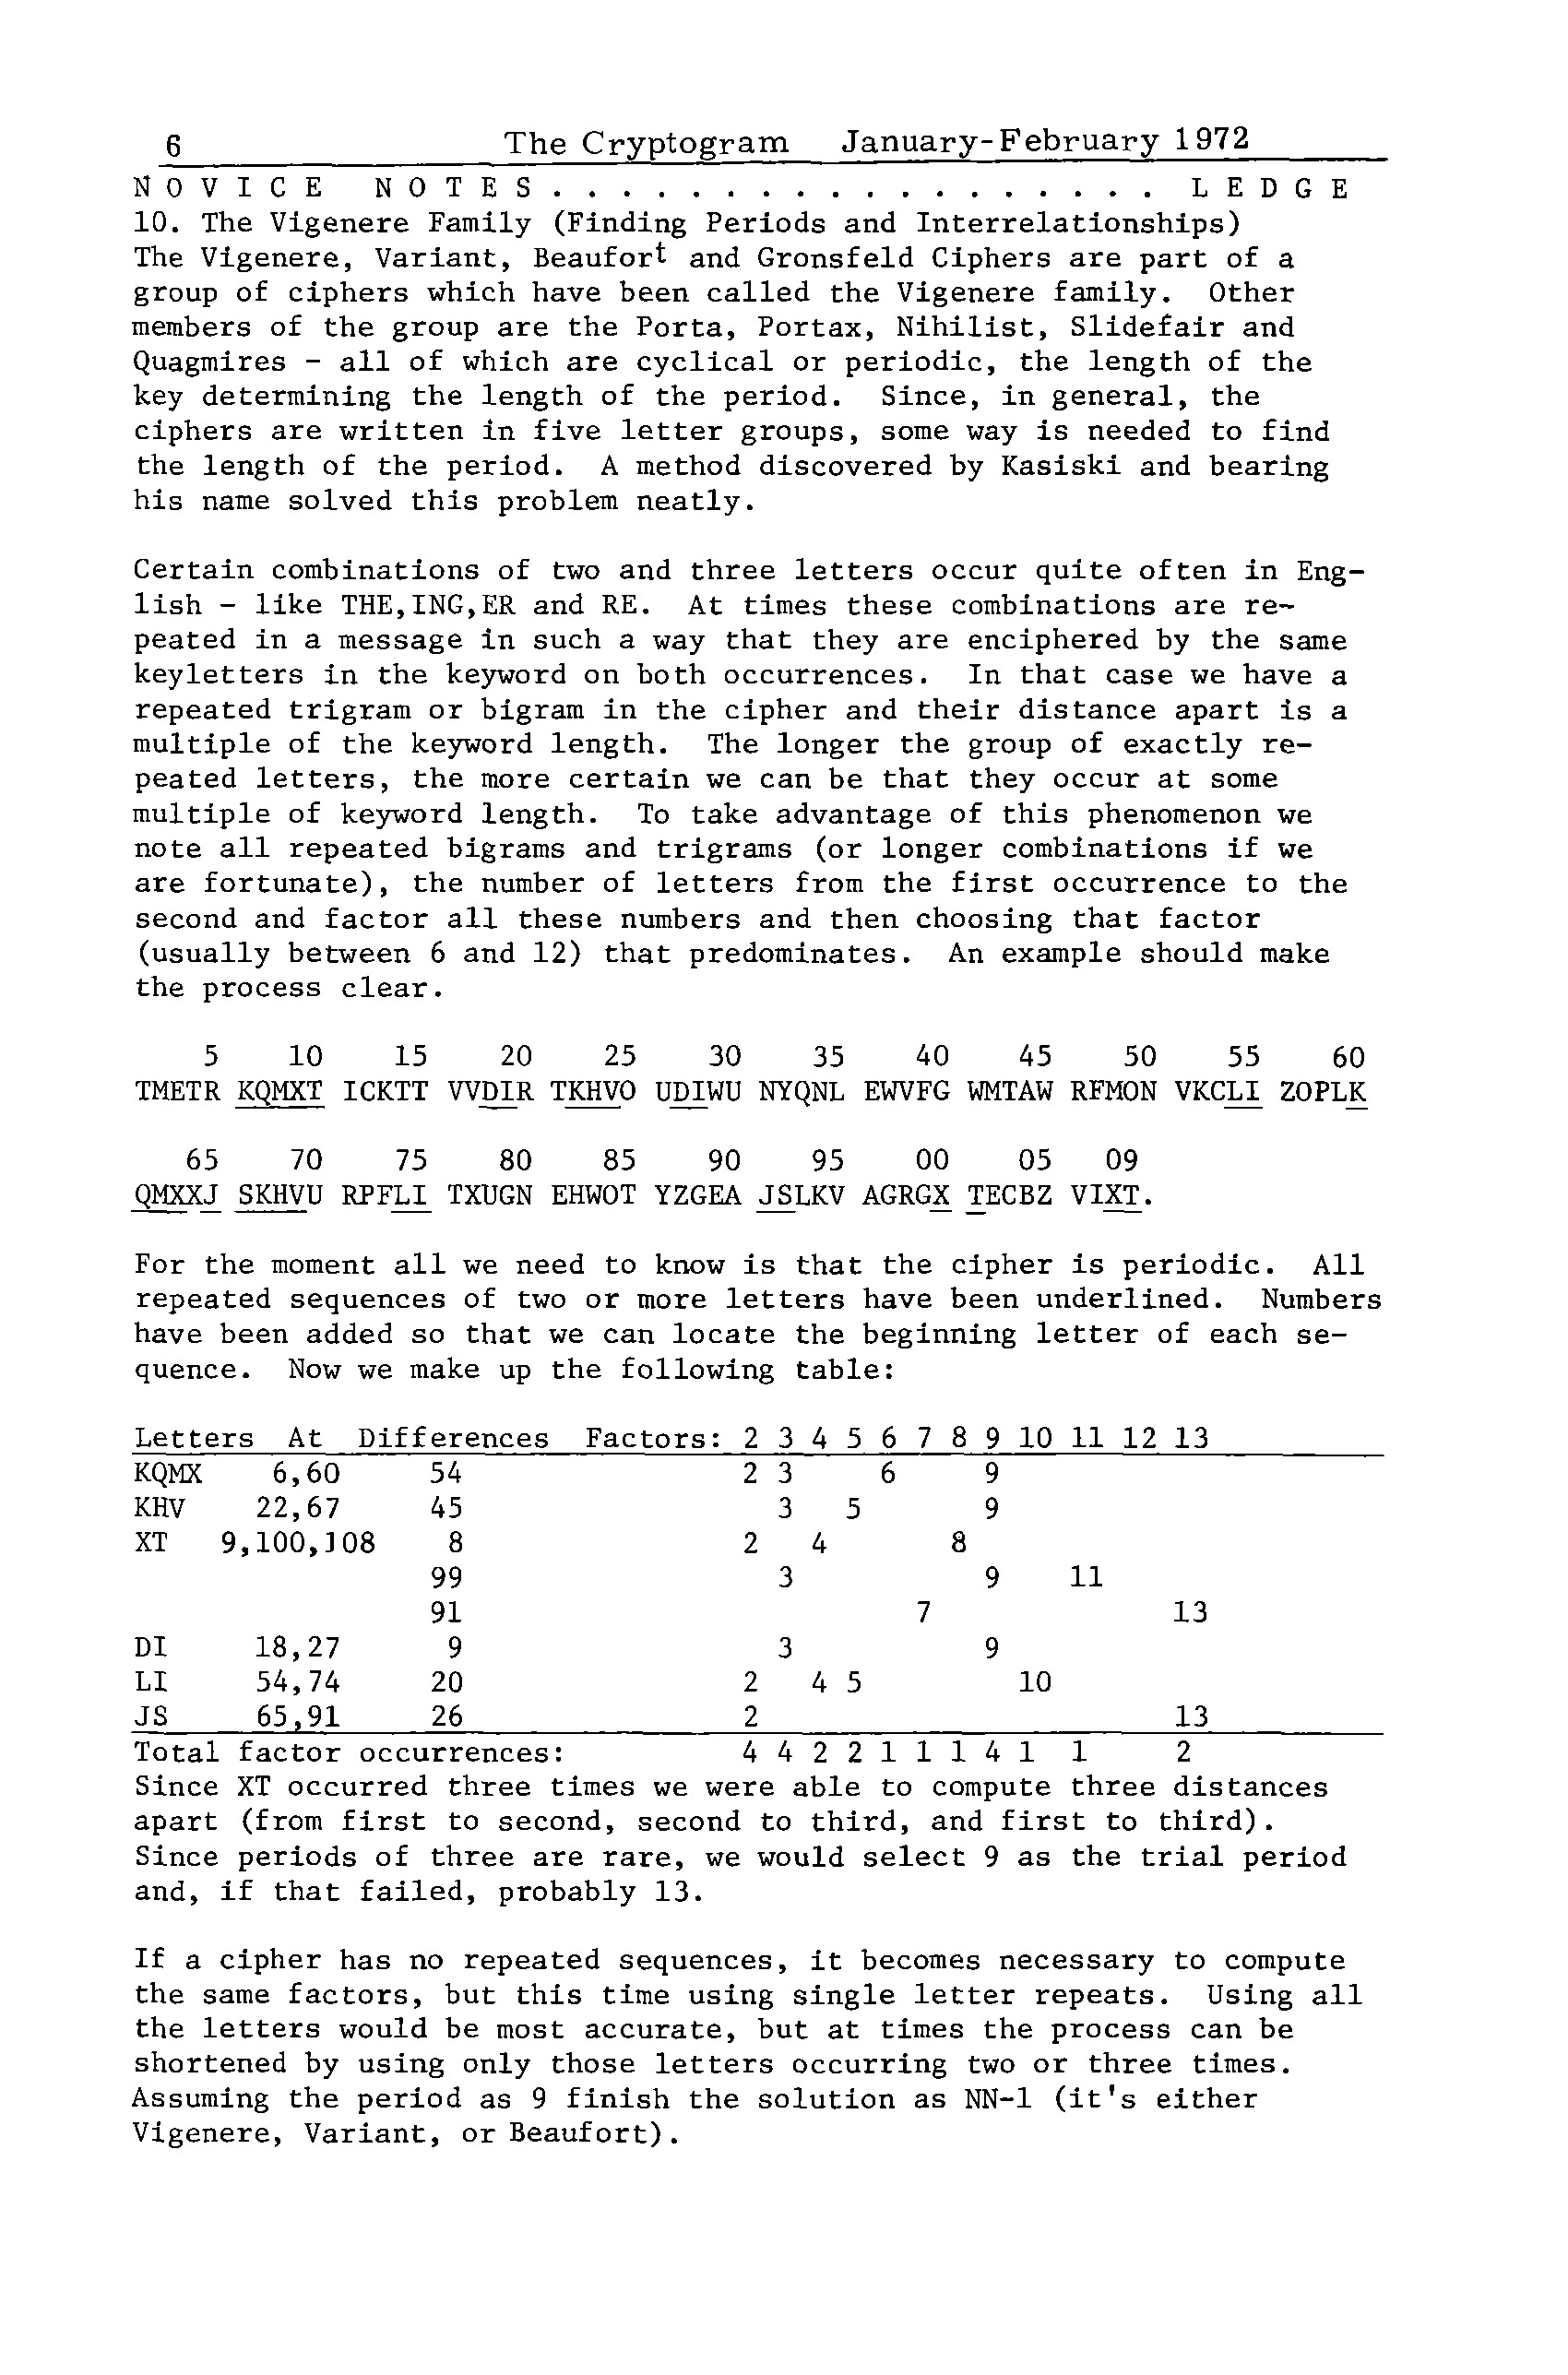 6 The Cryptogram January-February 1972
N O V I C E N O T E S . . . . . . . . . . . . . . . . . . L E D G E
10. The Vigenere Family (Finding Periods and Interrelationships)
The Vigenere, Variant, Beaufort and Gronsfeld Ciphers are part of a
group of ciphers which have been called the Vigenere family. Other
members of the group are the Porta, Portax, Nihilist, Slidefair and
Quagmires - all of which are cyclical or periodic, the length of the
key determining the length of the period. Since, in general, the
ciphers are written in five letter groups, some way is needed to find
the length of the period. A method discovered by Kasiski and bearing
his name solved this problem neatly.
Certain combinations of two and three letters occur quite often in Eng-
lish - like THE,ING,ER and RE. At times these combinations are re-
peated in a message in such a way that they are enciphered by the same
keyletters in the keyword on both occurrences. In that case we have a
repeated trigram or bigram in the cipher and their distance apart is a
multiple of the keyword length. The longer the group of exactly re-
peated letters, the more certain we can be that they occur at some
multiple of keyword length. To take advantage of this phenomenon we
note all repeated bigrams and trigrams (or longer combinations if we
are fortunate), the number of letters from the first occurrence to the
second and factor all these numbers and then choosing that factor
(usually between 6 and 12) that predominates. An example should make
the process clear.
5 10 15 20 25 30 35 40 45 50 55 60
TMETR KQMXT ICKTT VVDIR TKHVO UDIWU NYQNL EWVFG WMTAW RFMON VKCLI ZOPLK
65 70 75 80 85 90 95 00 05 09
QMXXJ SKHVU RPFLI TXUGN EHWOT YZGEA JSLKV AGRGX TECBZ VIXT.
For the moment all we need to know is that the cipher is periodic. All
repeated sequences of two or more letters have been underlined. Numbers
have been added so that we can locate the beginning letter of each se-
quence. Now we make up the following table:
Letters At Differences Factors: 2 3 4 5 6 7 8 9 10 11 12 13
KQMX 6,60 54 2 3 6 9
KHV 22,67 45 3 5 9
XT 9,100,108 8 2 4 8
99 3 9 11
91 7 13
DI 18,27 9 3 9
LI 54,74 20 2 4 5 10
JS 65,91 26 2 13
Total factor occurrences: 4 4 2 2 1 1 1 4 1 1 2
Since XT occurred three times we were able to compute three distances
apart (from first to second, second to third, and first to third).
Since periods of three are rare, we would select 9 as the trial period
and, if that failed, probably 13.
If a cipher has no repeated sequences, it becomes necessary to compute
the same factors, but this time using single letter repeats. Using all
the letters would be most accurate, but at times the process can be
shortened by using only those letters occurring two or three times.
Assuming the period as 9 finish the solution as NN-1 (it's either
Vigenere, Variant, or Beaufort).